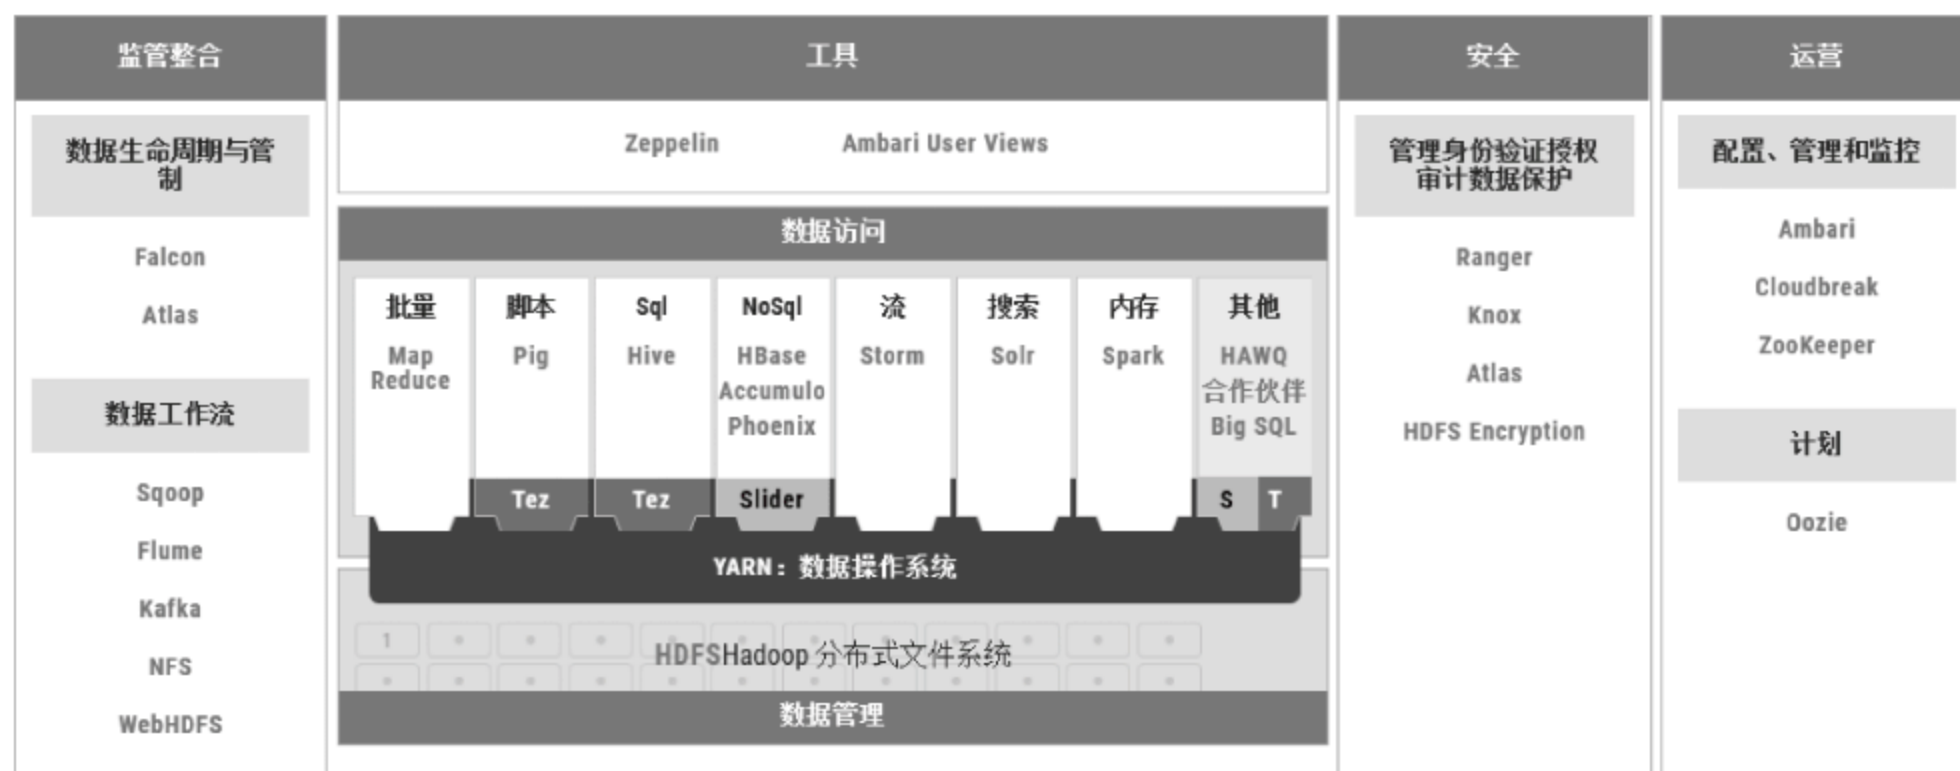 监管整合
数据生命周期与管
制
Falcon
Atlas
数据工作流
Sqoop
Flume
Kafka
NFS
WebHDFS
工具
Zeppelin Ambari User Views
数据访问
批量
Map
Reduce
脚本
Pig
Tez
Sql
Hive
Tez
NoSql
HBase
Accumulo
Phoenix
Slider
流
Storm
搜索
Solr
内存
Spark
其他
HAWQ
合作伙伴
Big SQL
S T
YARN：数据操作系统
1
HDFSHadoop 分布式文件系统
数据管理
安全
管理身份验证授权
审计数据保护
Ranger
Knox
Atlas
HDFS Encryption
运营
配置、管理和监控
Ambari
Cloudbreak
ZooKeeper
计划
Oozie